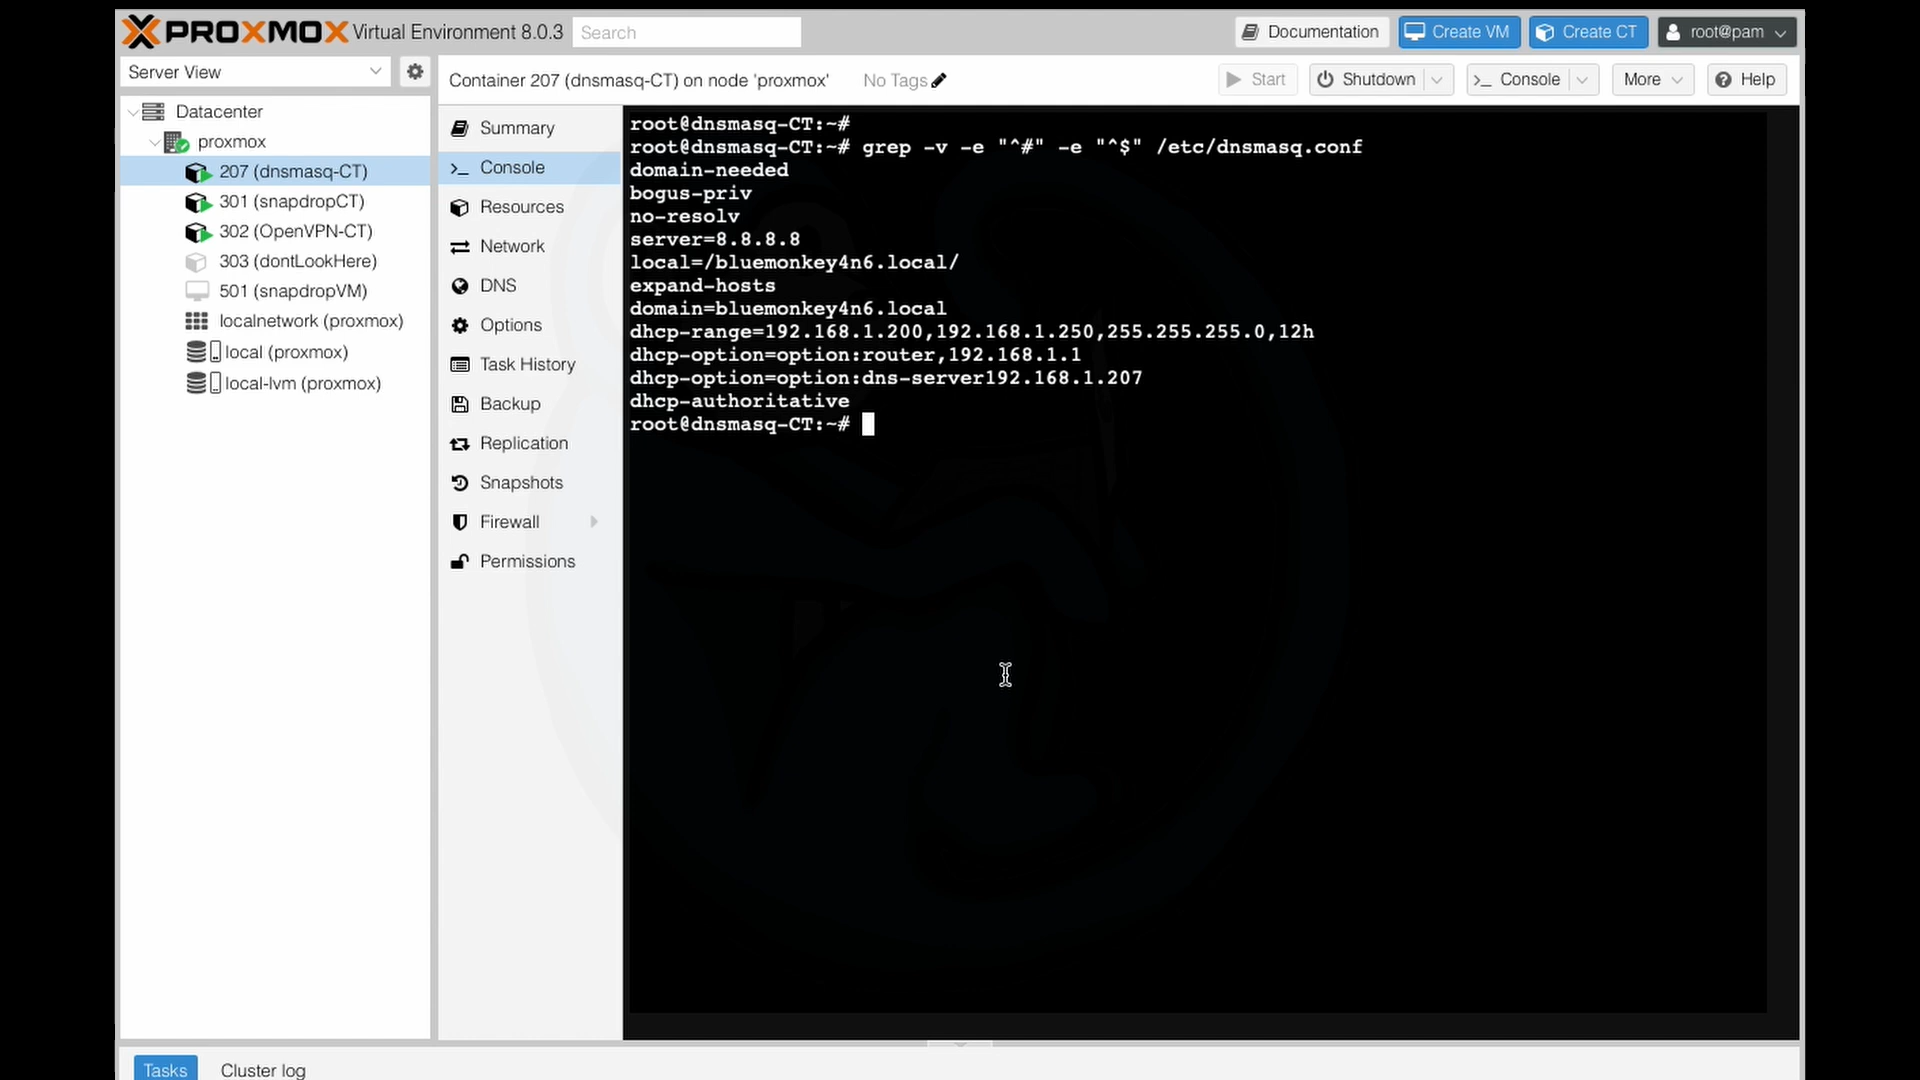 PROXMOX Virtual Environment 8.0.3 Search Documentation Create VM Create CT root@pam
Server View
Datacenter
proxmox
207 (dnsmasq-CT)
301 (snapdropCT)
302 (OpenVPN-CT)
303 (dontLookHere)
501 (snapdropVM)
localnetwork (proxmox)
local (proxmox)
local-lvm (proxmox)
Container 207 (dnsmasq-CT) on node 'proxmox' No Tags Start Shutdown >_ Console More Help
Summary
>_ Console
Resources
Network
DNS
Options
Task History
Backup
Replication
Snapshots
Firewall
Permissions
root@dnsmasq-CT:~#
root@dnsmasq-CT:~# grep -v -e "^#" -e "^$" /etc/dnsmasq.conf
domain-needed
bogus-priv
no-resolv
server=8.8.8.8
local=/bluemonkey4n6.local/
expand-hosts
domain=bluemonkey4n6.local
dhcp-range=192.168.1.200,192.168.1.250,255.255.255.0,12h
dhcp-option=option:router,192.168.1.1
dhcp-option=option:dns-server192.168.1.207
dhcp-authoritative
root@dnsmasq-CT:~#
Tasks Cluster log